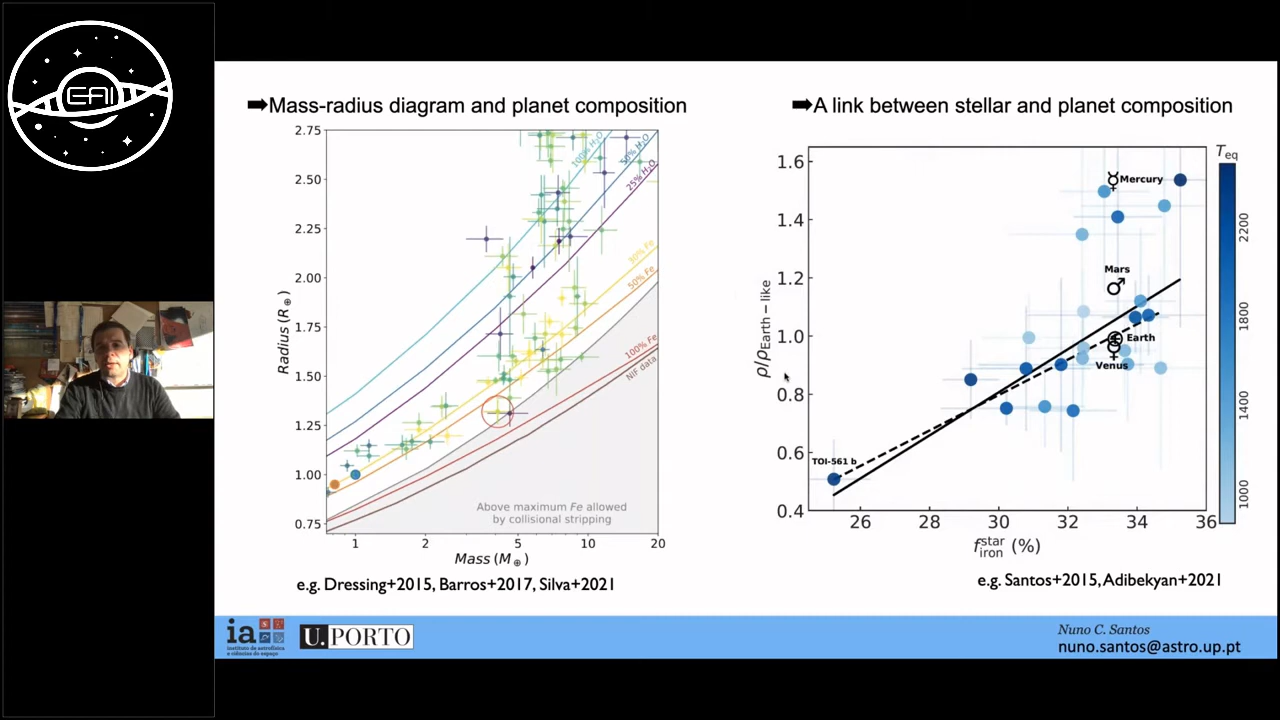 EAI
➡Mass-radius diagram and planet composition
2.75
2.50
2.25
2.00
1.75
1.50
1.25
1.00
0.75
Radius (R⊕)
100% H₂O
50% H₂O
25% H₂O
30% Fe
50% Fe
100% Fe
NIF data
Above maximum Fe allowed
by collisional stripping
1 2 5 10 20
Mass (M⊕)
e.g. Dressing+2015, Barros+2017, Silva+2021
➡A link between stellar and planet composition
1.6
1.4
1.2
1.0
0.8
0.6
0.4
ρ/ρEarth−like
☿ Mercury
Mars
♂
Earth
♀
Venus
TOI-561 b
26 28 30 32 34 36
f star iron (%)
Teq
2200
1800
1400
1000
e.g. Santos+2015, Adibekyan+2021
ia
instituto de astrofísica
e ciências do espaço
U.PORTO
Nuno C. Santos
nuno.santos@astro.up.pt